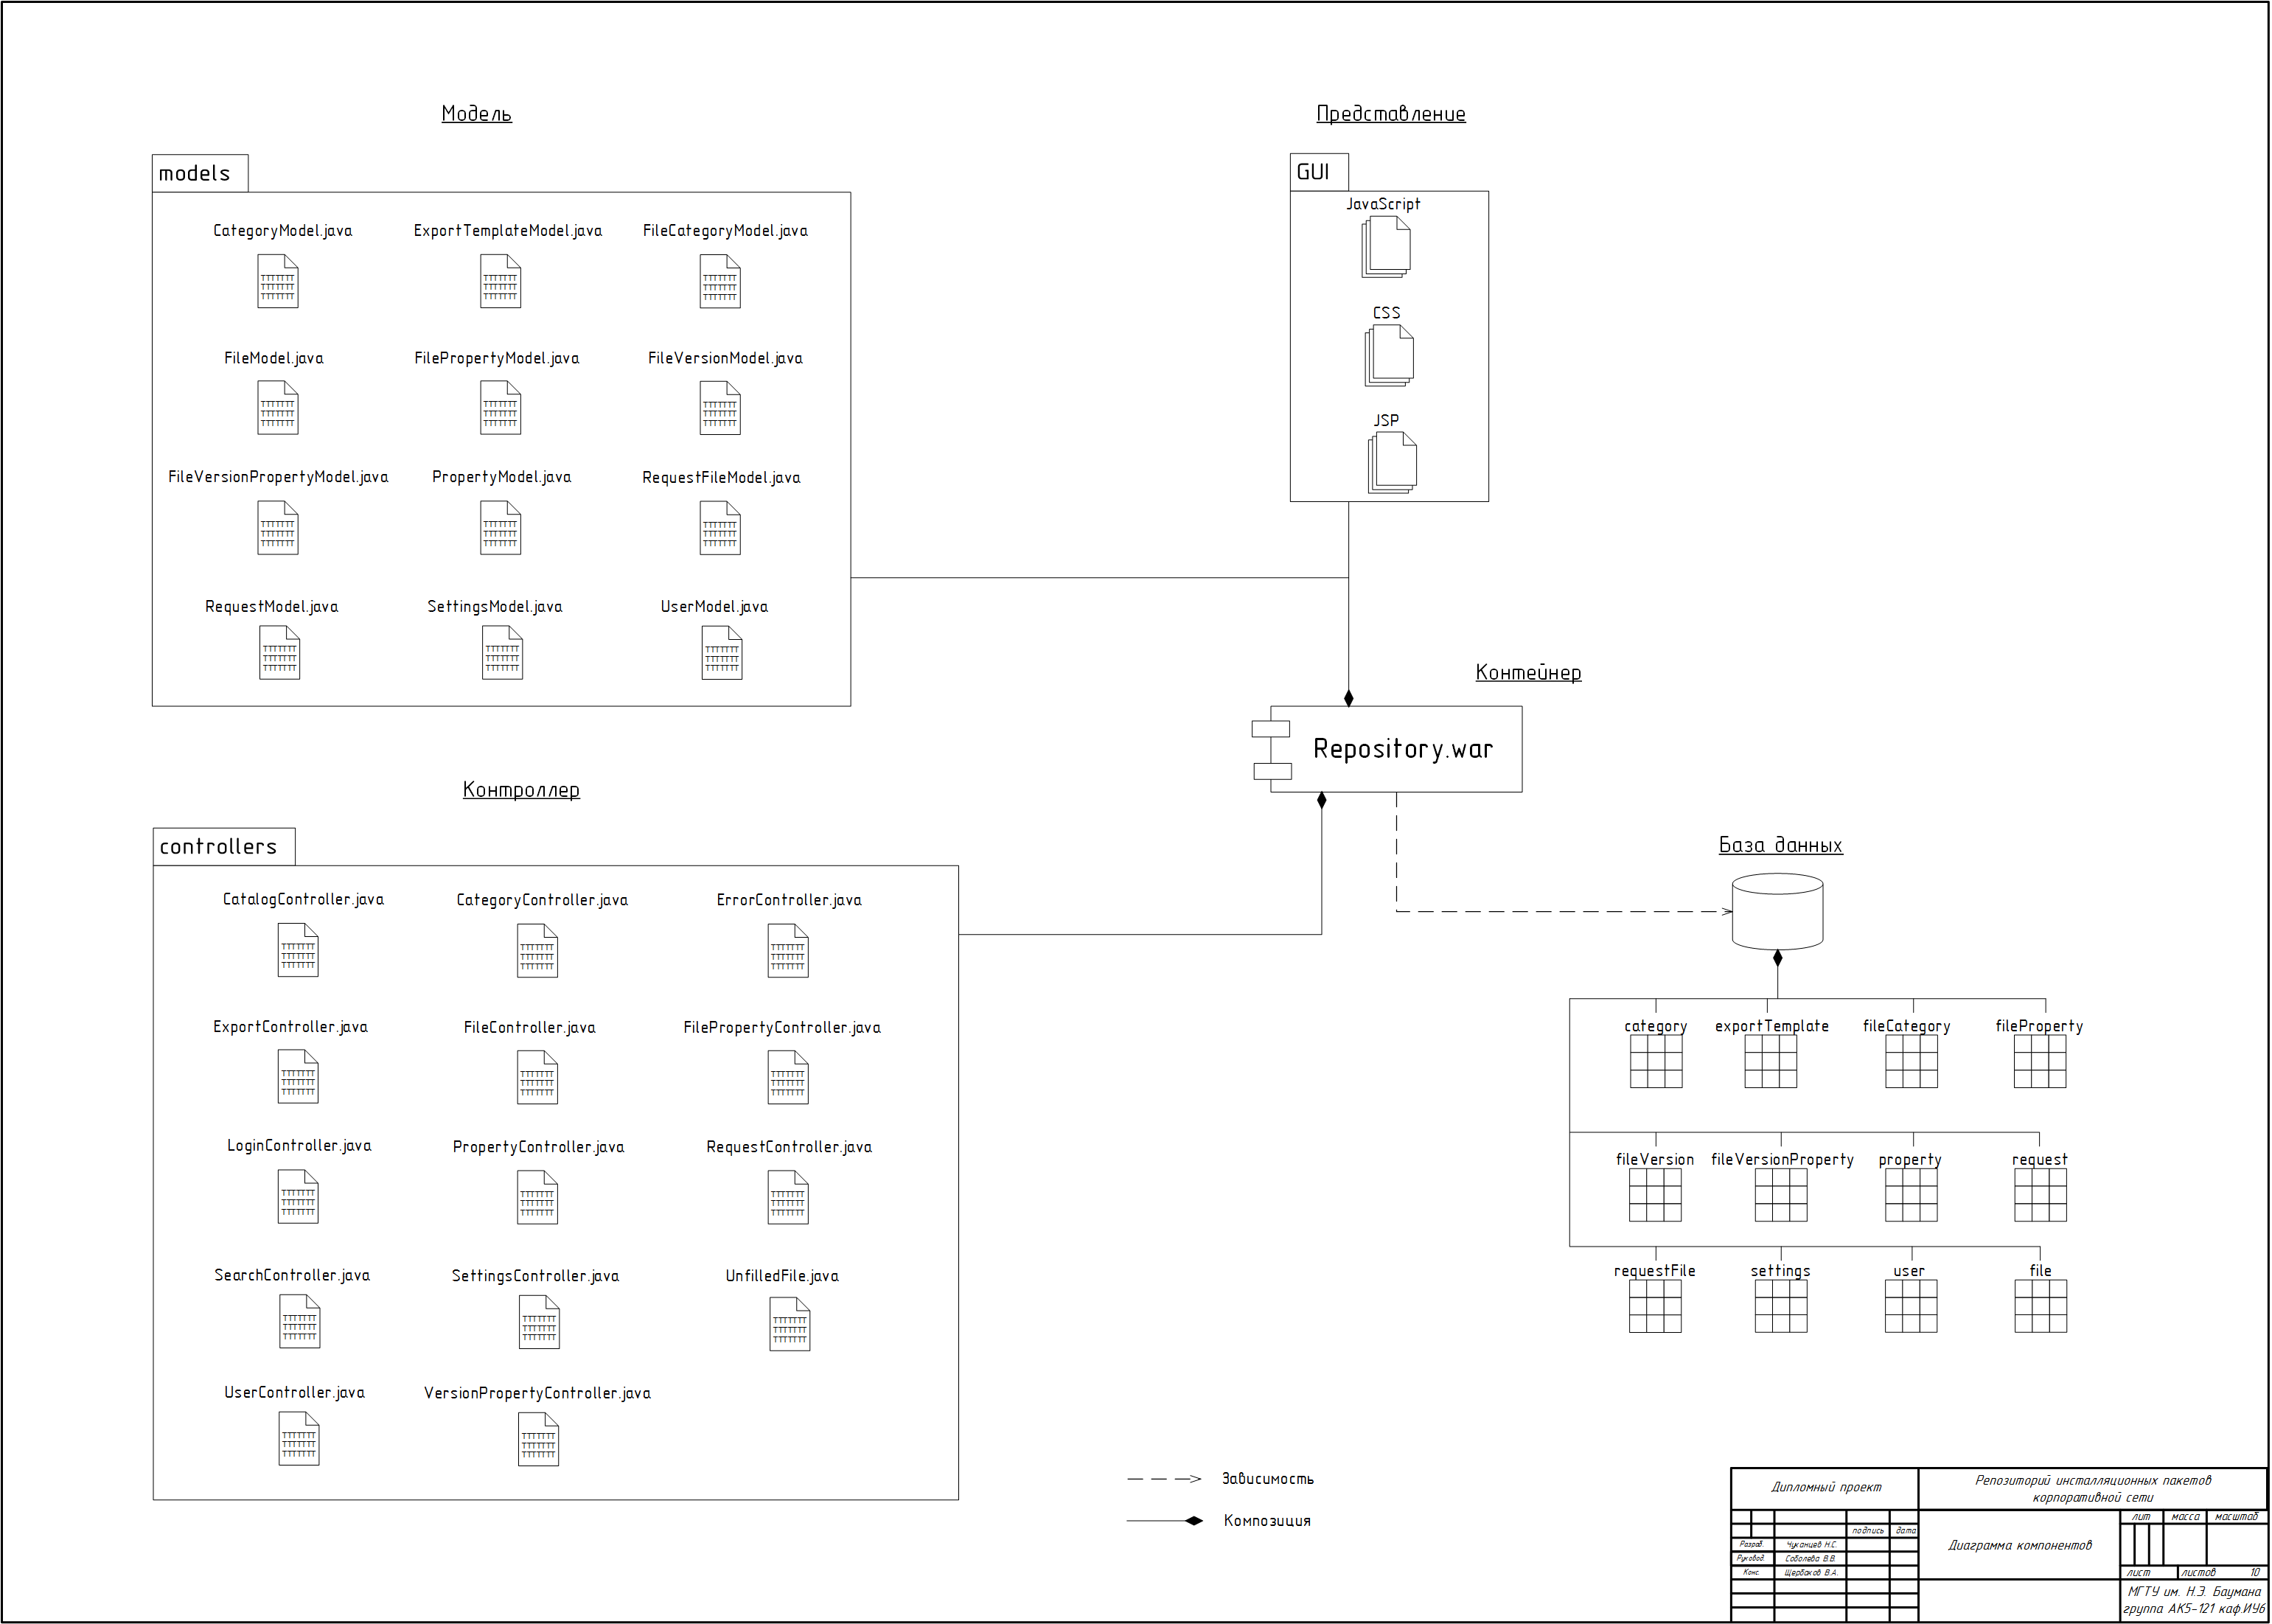 Модель
models
CategoryModel.java
ExportTemplateModel.java
FileCategoryModel.java
FileModel.java
FilePropertyModel.java
FileVersionModel.java
FileVersionPropertyModel.java
PropertyModel.java
RequestFileModel.java
RequestModel.java
SettingsModel.java
UserModel.java
Представление
GUI
JavaScript
CSS
JSP
Контейнер
Repository.war
Контроллер
controllers
CatalogController.java
CategoryController.java
ErrorController.java
ExportController.java
FileController.java
FilePropertyController.java
LoginController.java
PropertyController.java
RequestController.java
SearchController.java
SettingsController.java
UnfilledFile.java
UserController.java
VersionPropertyController.java
База данных
category
exportTemplate
fileCategory
fileProperty
fileVersion
fileVersionProperty
property
request
requestFile
settings
user
file
Зависимость
Композиция
Дипломный проект
Репозиторий инсталляционных пакетов
корпоративной сети
подпись
дата
Разраб.
Чуканцев Н.С.
Руковод
Соболева В.В.
Конс.
Щербаков В.А.
Диаграмма компонентов
лит
масса
масштаб
лист
листов
10
МГТУ им. Н.Э. Баумана
группа АК5-121 каф.ИУ6